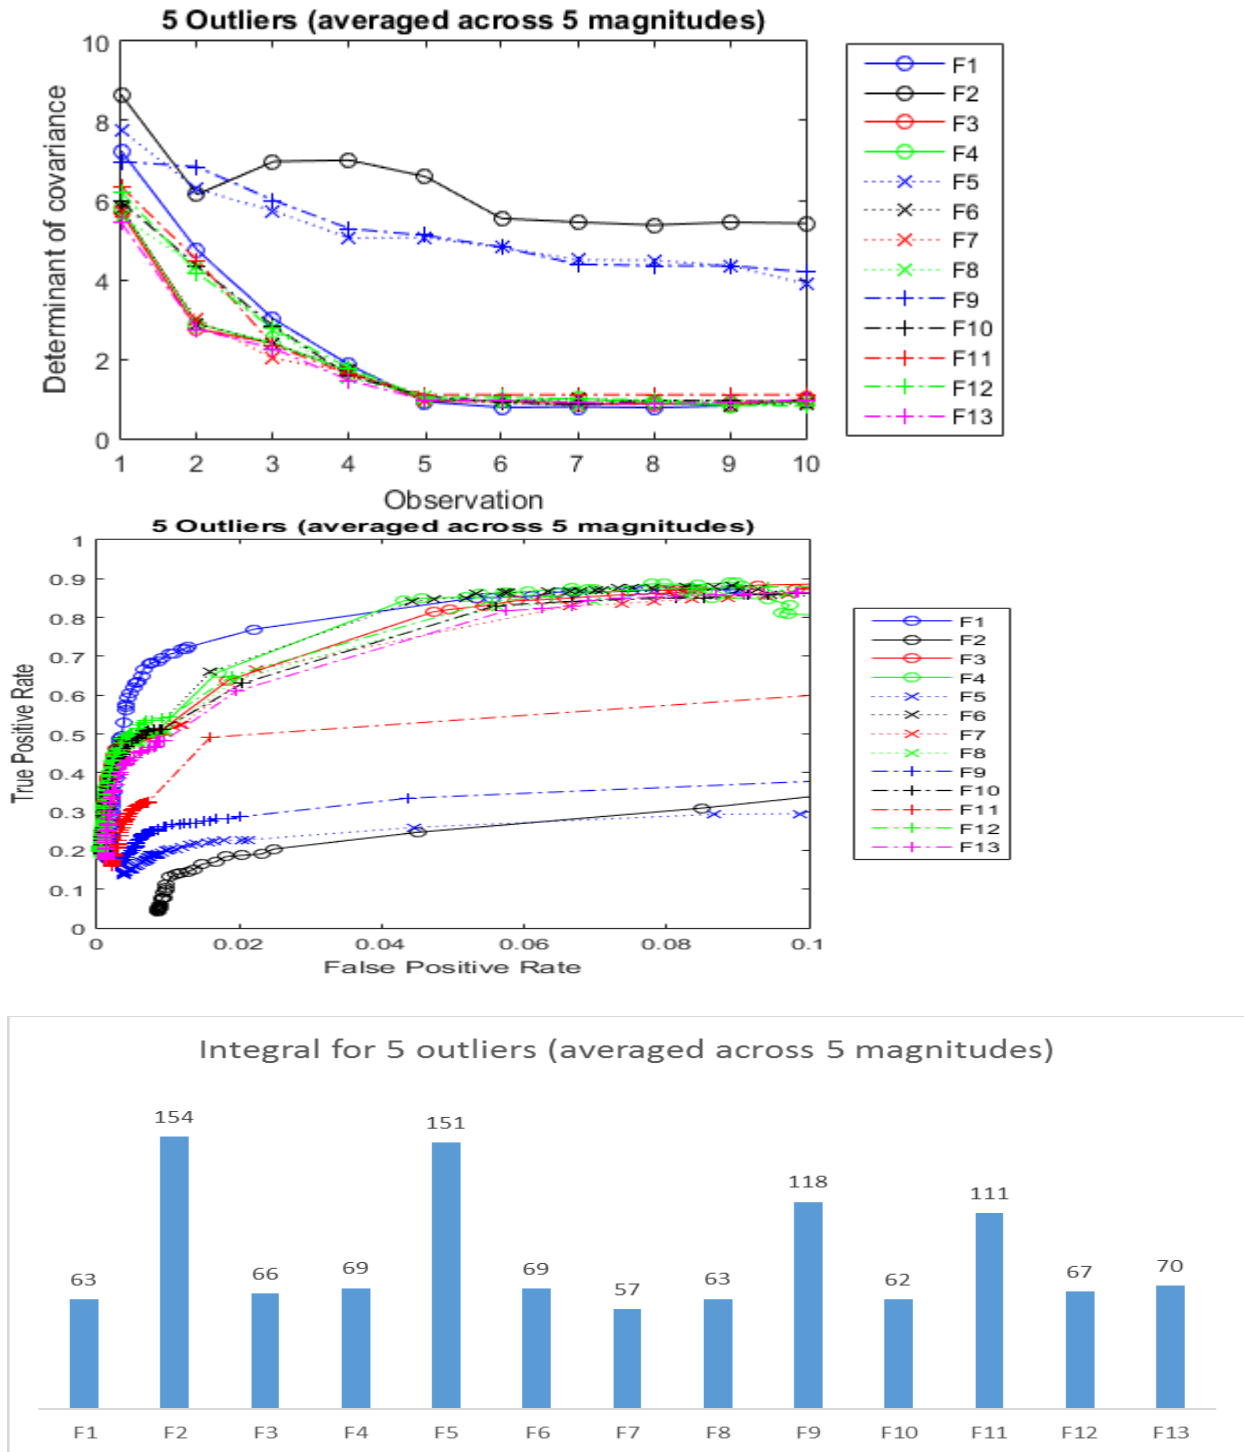 5 Outliers (averaged across 5 magnitudes)
10
8
6
4
2
0
Determinant of covariance
1 2 3 4 5 6 7 8 9 10
Observation
F1
F2
F3
F4
F5
F6
F7
F8
F9
F10
F11
F12
F13
5 Outliers (averaged across 5 magnitudes)
1
0.9
0.8
0.7
0.6
0.5
0.4
0.3
0.2
0.1
0
True Positive Rate
0 0.02 0.04 0.06 0.08 0.1
False Positive Rate
F1
F2
F3
F4
F5
F6
F7
F8
F9
F10
F11
F12
F13
Integral for 5 outliers (averaged across 5 magnitudes)
63 154 66 69 151 69 57 63 118 62 111 67 70
F1 F2 F3 F4 F5 F6 F7 F8 F9 F10 F11 F12 F13